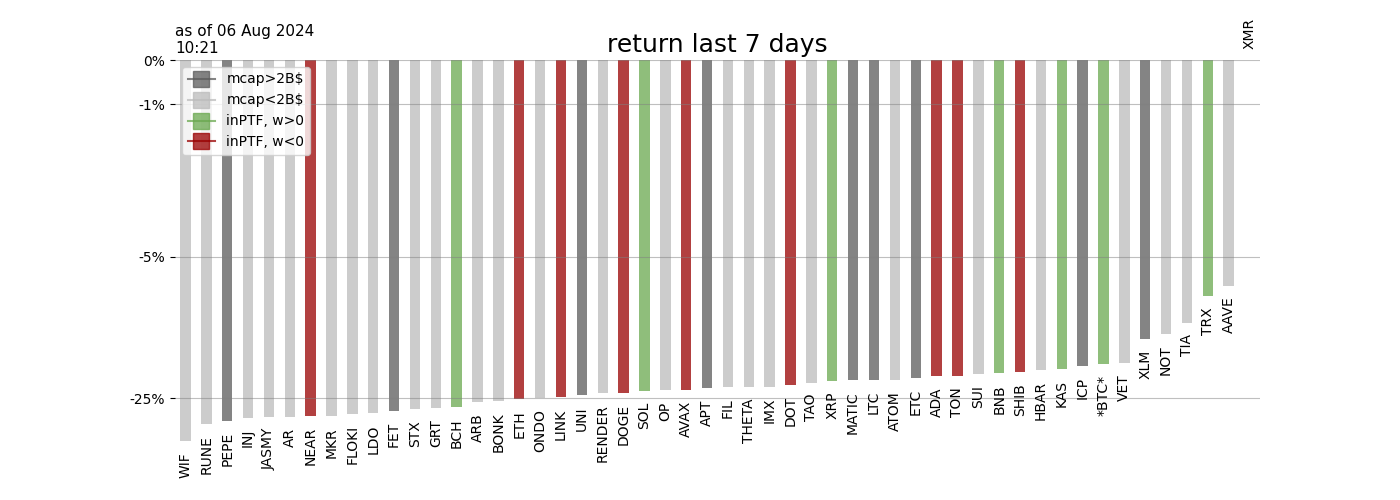 as of 06 Aug 2024
10:21
return last 7 days
XMR
0%
-1%
-5%
-25%
mcap>2B$
mcap<2B$
inPTF, w>0
inPTF, w<0
WIF
RUNE
PEPE
INJ
JASMY
AR
NEAR
MKR
FLOKI
LDO
FET
STX
GRT
BCH
ARB
BONK
ETH
ONDO
LINK
UNI
RENDER
DOGE
SOL
OP
AVAX
APT
FIL
THETA
IMX
DOT
TAO
XRP
MATIC
LTC
ATOM
ETC
ADA
TON
SUI
BNB
SHIB
HBAR
KAS
ICP
*BTC*
VET
XLM
NOT
TIA
TRX
AAVE